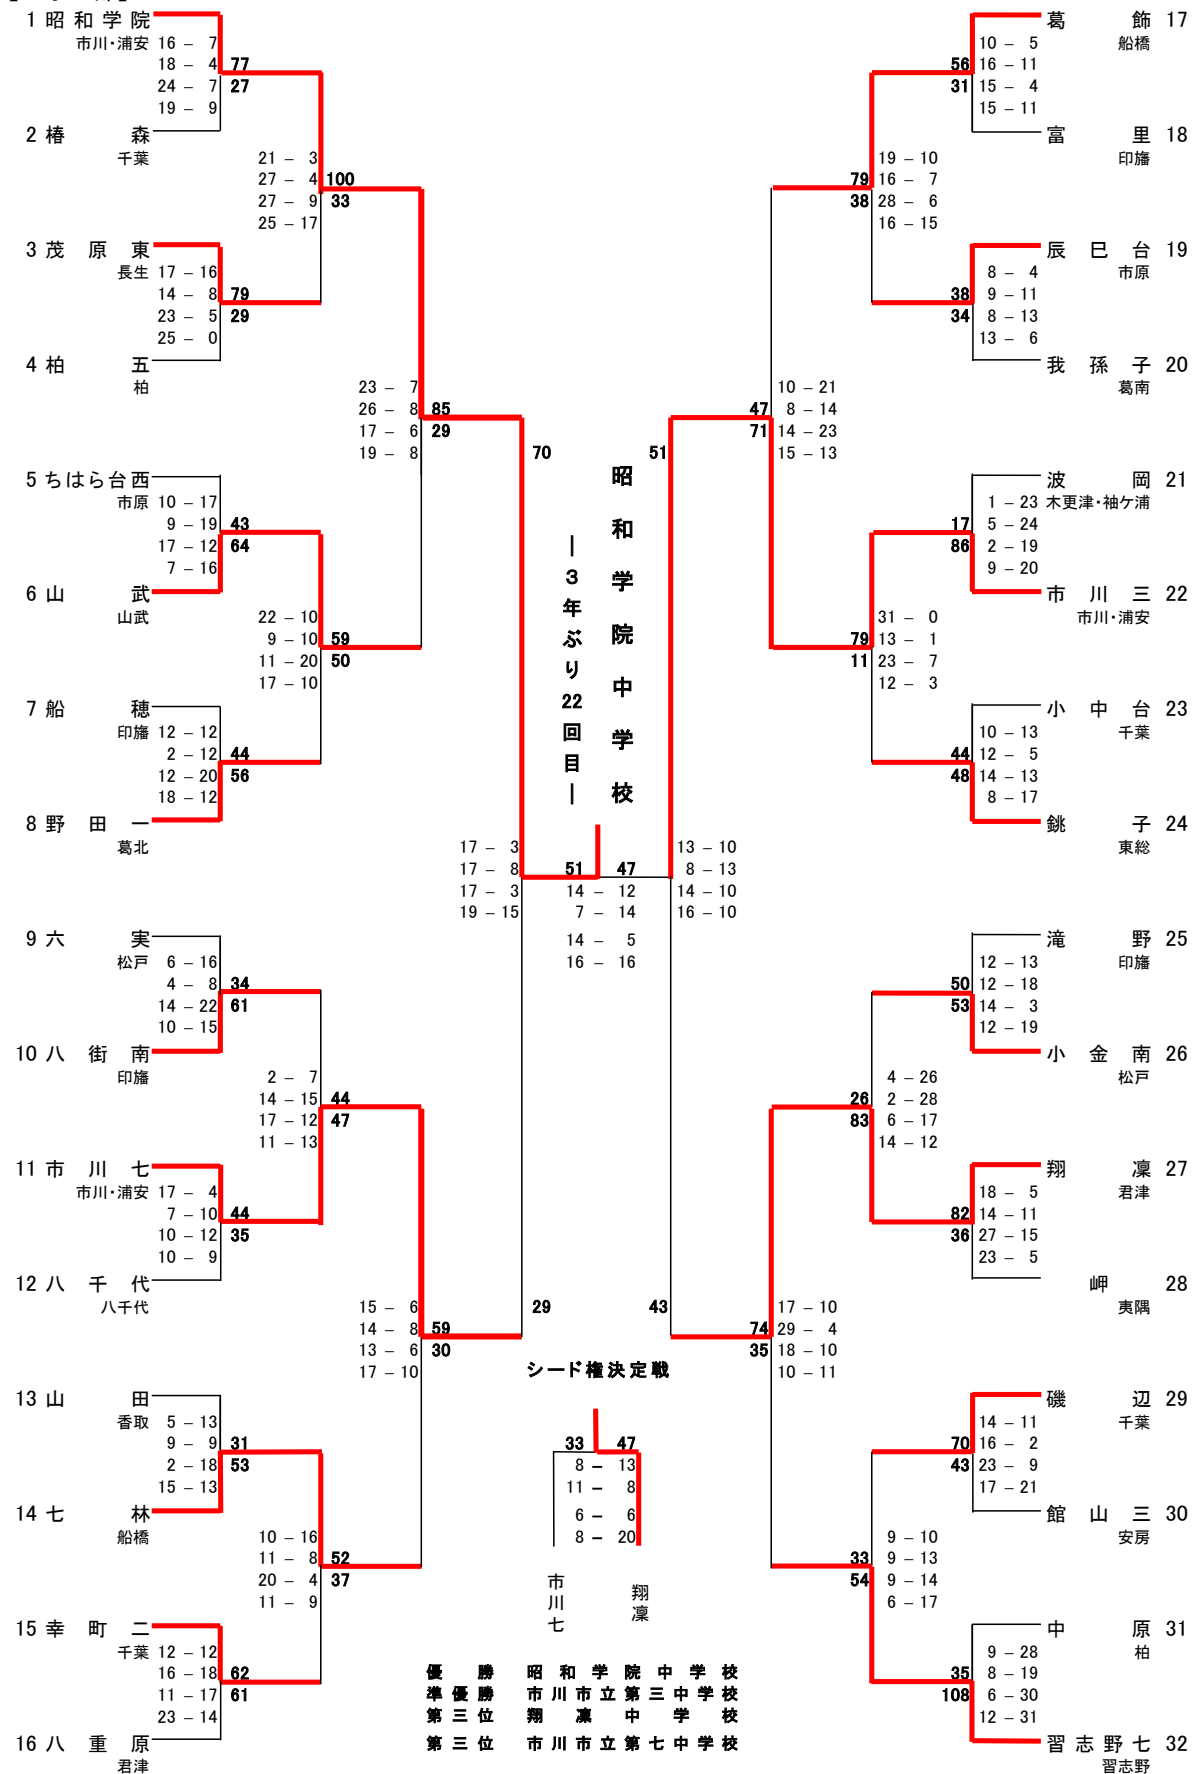 1 昭和学院
市川・浦安 16 – 7
18 – 4 77
24 – 7 27
19 – 9
2 椿森
千葉
21 – 3
27 – 4 100
27 – 9 33
25 – 17
3 茂原東
長生 17 – 16
14 – 8 79
23 – 5 29
25 – 0
4 柏五
柏
23 – 7
26 – 8 85
17 – 6 29
19 – 8
5 ちはら台西
市原 10 – 17
9 – 19 43
17 – 12 64
7 – 16
6 山武
山武
22 – 10
9 – 10 59
11 – 20 50
17 – 10
7 船穂
印旛 12 – 12
2 – 12 44
12 – 20 56
18 – 12
8 野田一
葛北
17 – 3
17 – 8
17 – 3
19 – 15
70
29
9 六実
松戸 6 – 16
4 – 8 34
14 – 22 61
10 – 15
10 八街南
印旛
2 – 7
14 – 15 44
17 – 12 47
11 – 13
11 市川七
市川・浦安 17 – 4
7 – 10 44
10 – 12 35
10 – 9
12 八千代
八千代
15 – 6
14 – 8 59
13 – 6 30
17 – 10
13 山田
香取 5 – 13
9 – 9 31
2 – 18 53
15 – 13
14 七林
船橋
10 – 16
11 – 8 52
20 – 4 37
11 – 9
15 幸町二
千葉 12 – 12
16 – 18 62
11 – 17 61
23 – 14
16 八重原
君津
昭和学院中学校
―3年ぶり22回目―
51 47
14 – 12
7 – 14
14 – 5
16 – 16
シード権決定戦
33 47
8 – 13
11 – 8
6 – 6
8 – 20
市川七
翔凜
優勝 昭和学院中学校
準優勝 市川市立第三中学校
第三位 翔凜中学校
第三位 市川市立第七中学校
葛飾 17
10 – 5 船橋
56 16 – 11
31 15 – 4
15 – 11
富里 18
印旛
19 – 10
79 16 – 7
38 28 – 6
16 – 15
辰巳台 19
8 – 4 市原
38 9 – 11
34 8 – 13
13 – 6
我孫子 20
葛南
10 – 21
47 8 – 14
71 14 – 23
15 – 13
波岡 21
1 – 23 木更津・袖ケ浦
17 5 – 24
86 2 – 19
9 – 20
市川三 22
市川・浦安
31 – 0
79 13 – 1
11 23 – 7
12 – 3
小中台 23
10 – 13 千葉
44 12 – 5
48 14 – 13
8 – 17
銚子 24
東総
51
43
13 – 10
8 – 13
14 – 10
16 – 10
滝野 25
12 – 13 印旛
50 12 – 18
53 14 – 3
12 – 19
小金南 26
松戸
4 – 26
26 2 – 28
83 6 – 17
14 – 12
翔凜 27
18 – 5 君津
82 14 – 11
36 27 – 15
23 – 5
岬 28
夷隅
17 – 10
74 29 – 4
35 18 – 10
10 – 11
磯辺 29
14 – 11 千葉
70 16 – 2
43 23 – 9
17 – 21
館山三 30
安房
9 – 10
33 9 – 13
54 9 – 14
6 – 17
中原 31
9 – 28 柏
35 8 – 19
108 6 – 30
12 – 31
習志野七 32
習志野